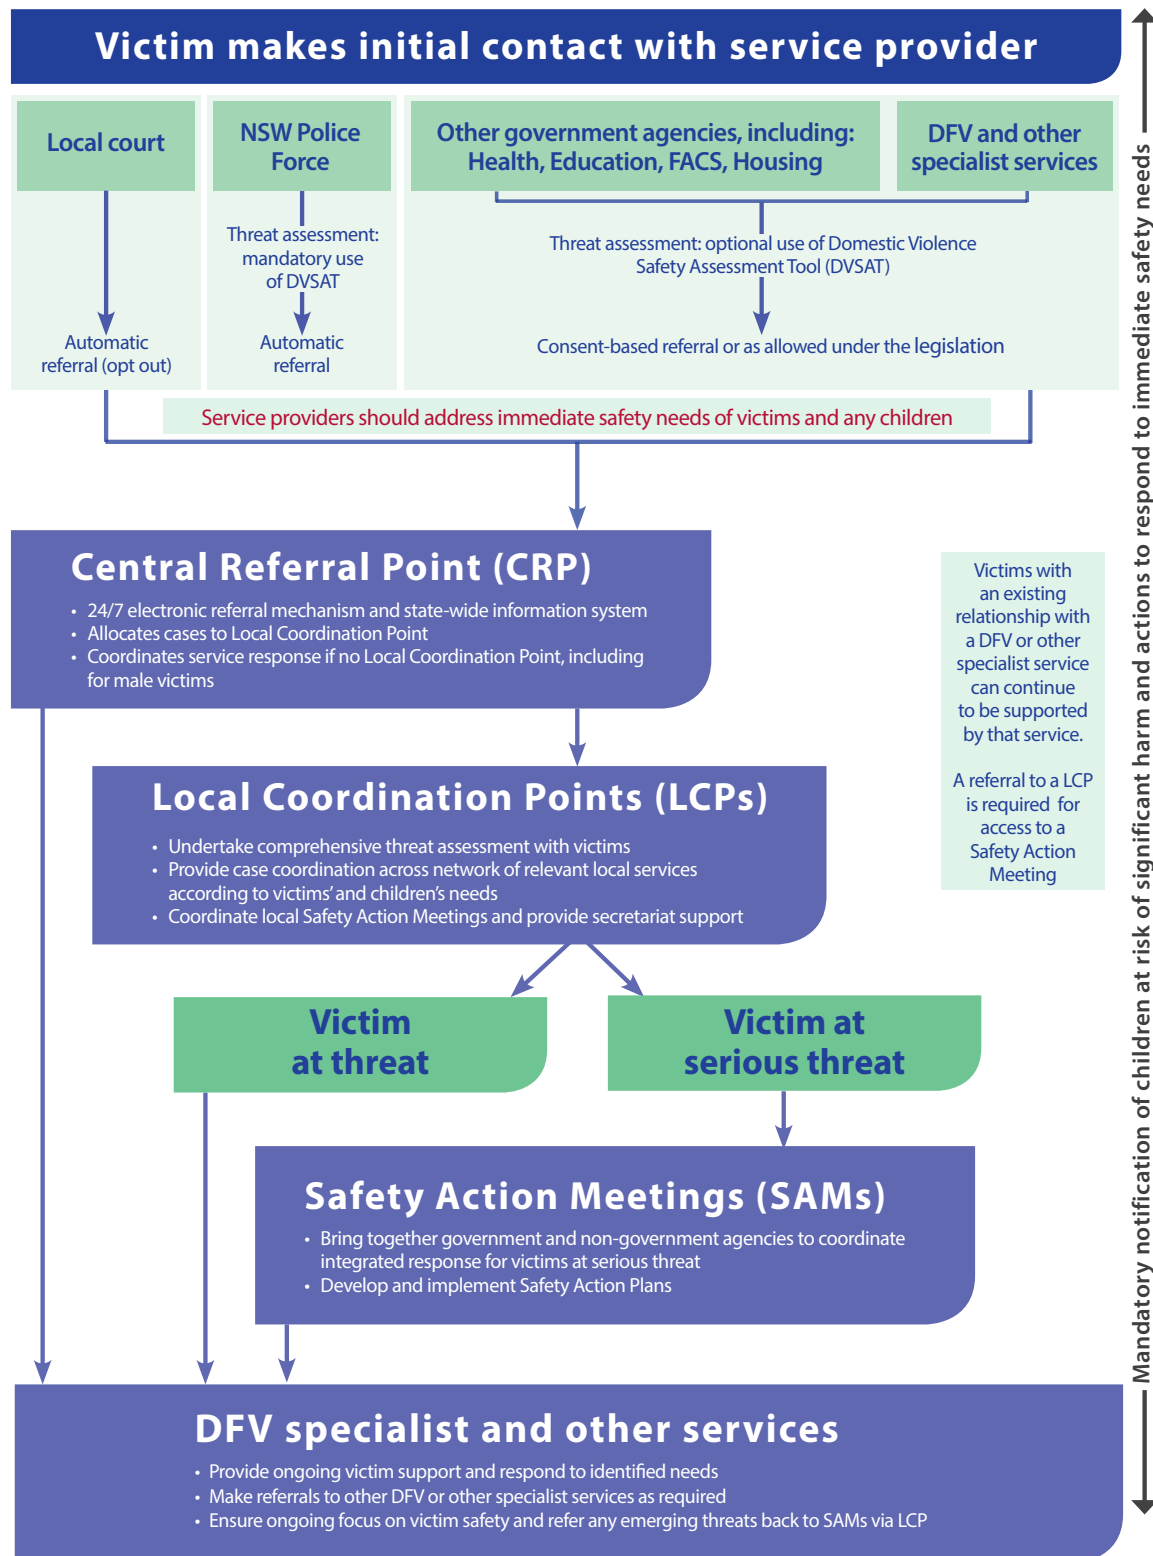 Victim makes initial contact with service provider
Local court
NSW Police
Force
Other government agencies, including:
Health, Education, FACS, Housing
DFV and other
specialist services
Threat assessment:
mandatory use
of DVSAT
Threat assessment: optional use of Domestic Violence
Safety Assessment Tool (DVSAT)
Automatic
referral (opt out)
Automatic
referral
Consent-based referral or as allowed under the legislation
Service providers should address immediate safety needs of victims and any children
Central Referral Point (CRP)
• 24/7 electronic referral mechanism and state-wide information system
• Allocates cases to Local Coordination Point
• Coordinates service response if no Local Coordination Point, including
for male victims
Victims with
an existing
relationship with
a DFV or other
specialist service
can continue
to be supported
by that service.
A referral to a LCP
is required for
access to a
Safety Action
Meeting
Local Coordination Points (LCPs)
• Undertake comprehensive threat assessment with victims
• Provide case coordination across network of relevant local services
according to victims' and children's needs
• Coordinate local Safety Action Meetings and provide secretariat support
Victim
at threat
Victim at
serious threat
Safety Action Meetings (SAMs)
• Bring together government and non-government agencies to coordinate
integrated response for victims at serious threat
• Develop and implement Safety Action Plans
DFV specialist and other services
• Provide ongoing victim support and respond to identified needs
• Make referrals to other DFV or other specialist services as required
• Ensure ongoing focus on victim safety and refer any emerging threats back to SAMs via LCP
Mandatory notification of children at risk of significant harm and actions to respond to immediate safety needs